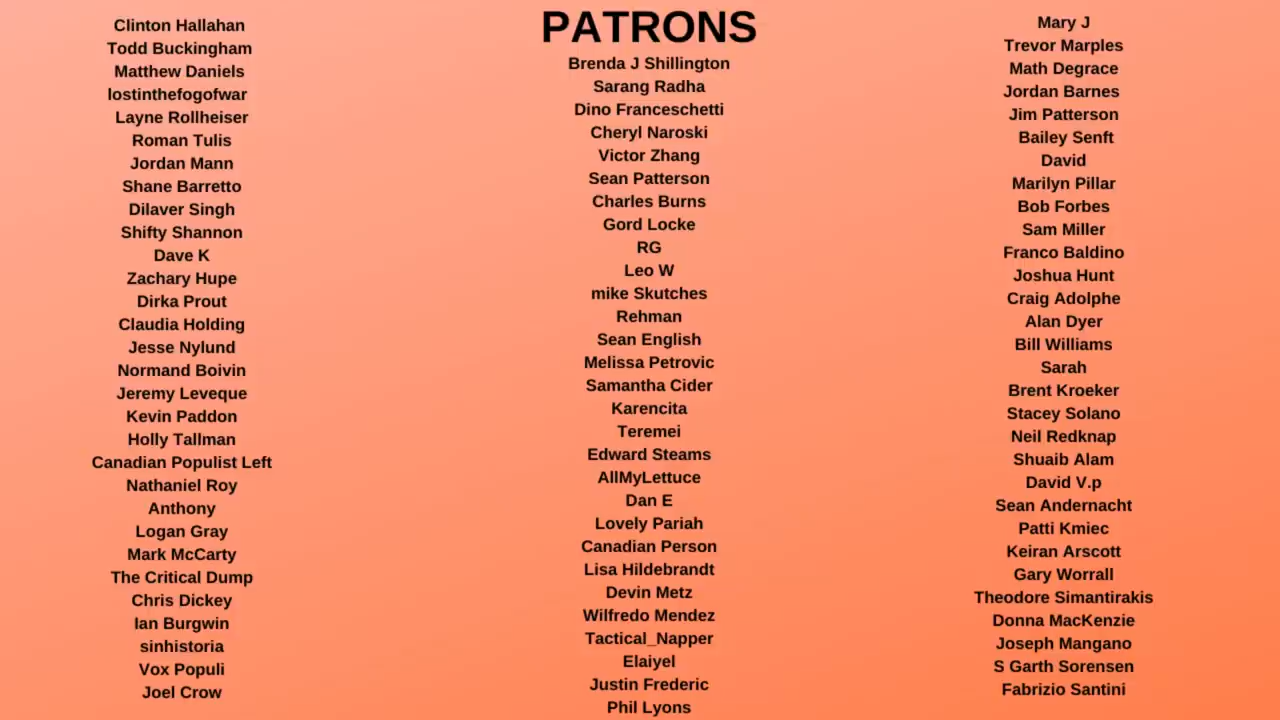 PATRONS
Clinton Hallahan
Todd Buckingham
Matthew Daniels
lostinthefogofwar
Layne Rollheiser
Roman Tulis
Jordan Mann
Shane Barretto
Dilaver Singh
Shifty Shannon
Dave K
Zachary Hupe
Dirka Prout
Claudia Holding
Jesse Nylund
Normand Boivin
Jeremy Leveque
Kevin Paddon
Holly Tallman
Canadian Populist Left
Nathaniel Roy
Anthony
Logan Gray
Mark McCarty
The Critical Dump
Chris Dickey
Ian Burgwin
sinhistoria
Vox Populi
Joel Crow
Brenda J Shillington
Sarang Radha
Dino Franceschetti
Cheryl Naroski
Victor Zhang
Sean Patterson
Charles Burns
Gord Locke
RG
Leo W
mike Skutches
Rehman
Sean English
Melissa Petrovic
Samantha Cider
Karencita
Teremei
Edward Steams
AllMyLettuce
Dan E
Lovely Pariah
Canadian Person
Lisa Hildebrandt
Devin Metz
Wilfredo Mendez
Tactical_Napper
Elaiyel
Justin Frederic
Phil Lyons
Mary J
Trevor Marples
Math Degrace
Jordan Barnes
Jim Patterson
Bailey Senft
David
Marilyn Pillar
Bob Forbes
Sam Miller
Franco Baldino
Joshua Hunt
Craig Adolphe
Alan Dyer
Bill Williams
Sarah
Brent Kroeker
Stacey Solano
Neil Redknap
Shuaib Alam
David V.p
Sean Andernacht
Patti Kmiec
Keiran Arscott
Gary Worrall
Theodore Simantirakis
Donna MacKenzie
Joseph Mangano
S Garth Sorensen
Fabrizio Santini